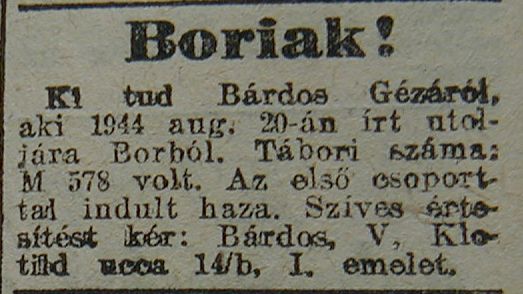 Boriak!
Ki tud Bárdos Gézáról,
aki 1944 aug. 20-án írt utol-
jára Borból. Tábori száma:
M 578 volt. Az első csoport-
tal indult haza. Szíves érte-
sítést kér: Bárdos, V, Klo-
tild ucca 14/b, I. emelet.